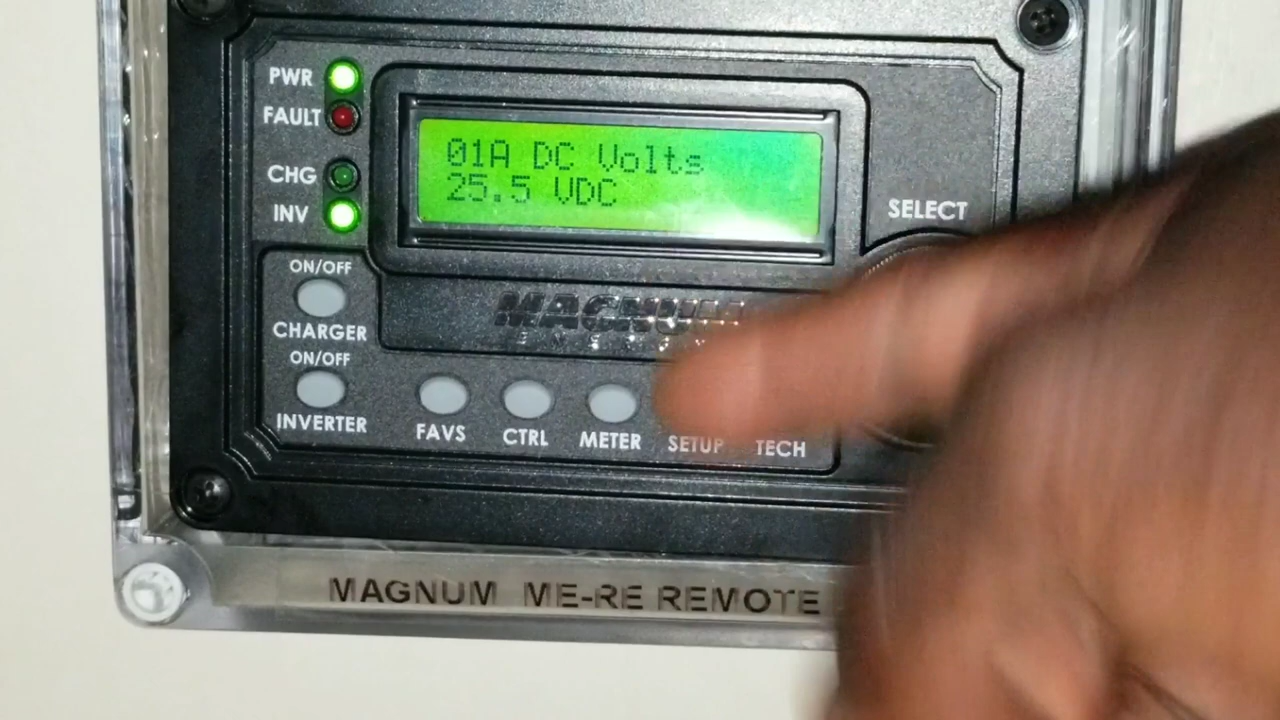 PWR
FAULT
CHG
INV
01A DC Volts
25.5 VDC
SELECT
ON/OFF
CHARGER
ON/OFF
INVERTER
MAGNUM
FAVS
CTRL
METER
SETUP
TECH
MAGNUM ME-RE REMOTE